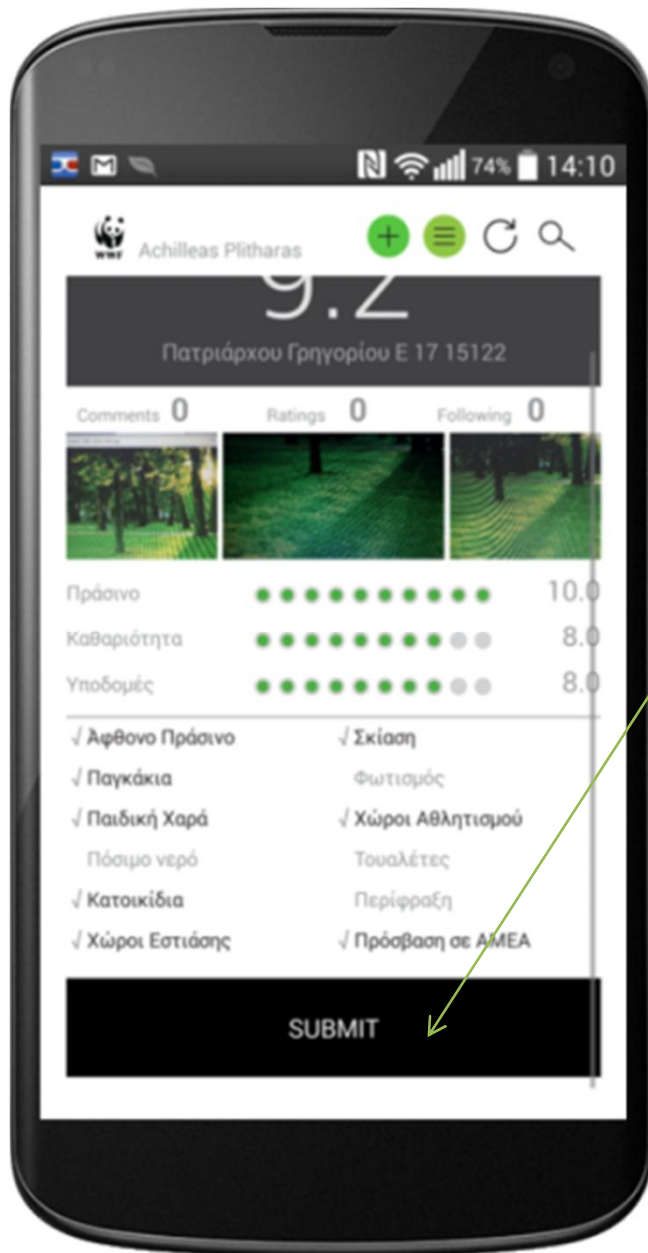 74% 14:10
WWF Achilleas Plitharas
9.2
Πατριάρχου Γρηγορίου Ε 17 15122
Comments 0 Ratings 0 Following 0
Πράσινο 10.0
Καθαριότητα 8.0
Υποδομές 8.0
√ Άφθονο Πράσινο √ Σκίαση
√ Παγκάκια Φωτισμός
√ Παιδική Χαρά √ Χώροι Αθλητισμού
Πόσιμο νερό Τουαλέτες
√ Κατοικίδια Περίφραξη
√ Χώροι Εστιάσης √ Πρόσβαση σε ΑΜΕΑ
SUBMIT